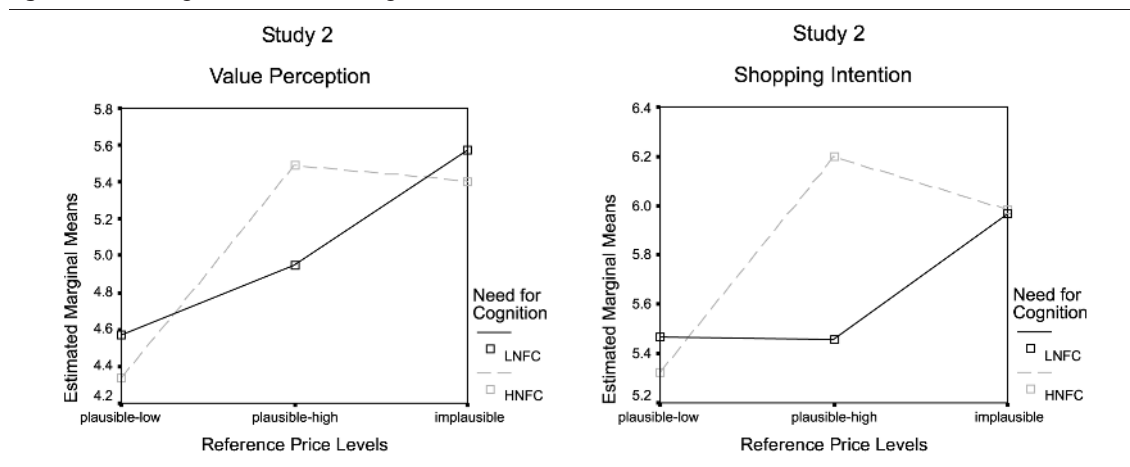 Study 2
Value Perception
5.8
5.6
5.4
5.2
5.0
4.8
4.6
4.4
4.2
Estimated Marginal Means
plausible-low
plausible-high
implausible
Reference Price Levels
Need for
Cognition
LNFC
HNFC
Study 2
Shopping Intention
6.4
6.2
6.0
5.8
5.6
5.4
5.2
Estimated Marginal Means
plausible-low
plausible-high
implausible
Reference Price Levels
Need for
Cognition
LNFC
HNFC